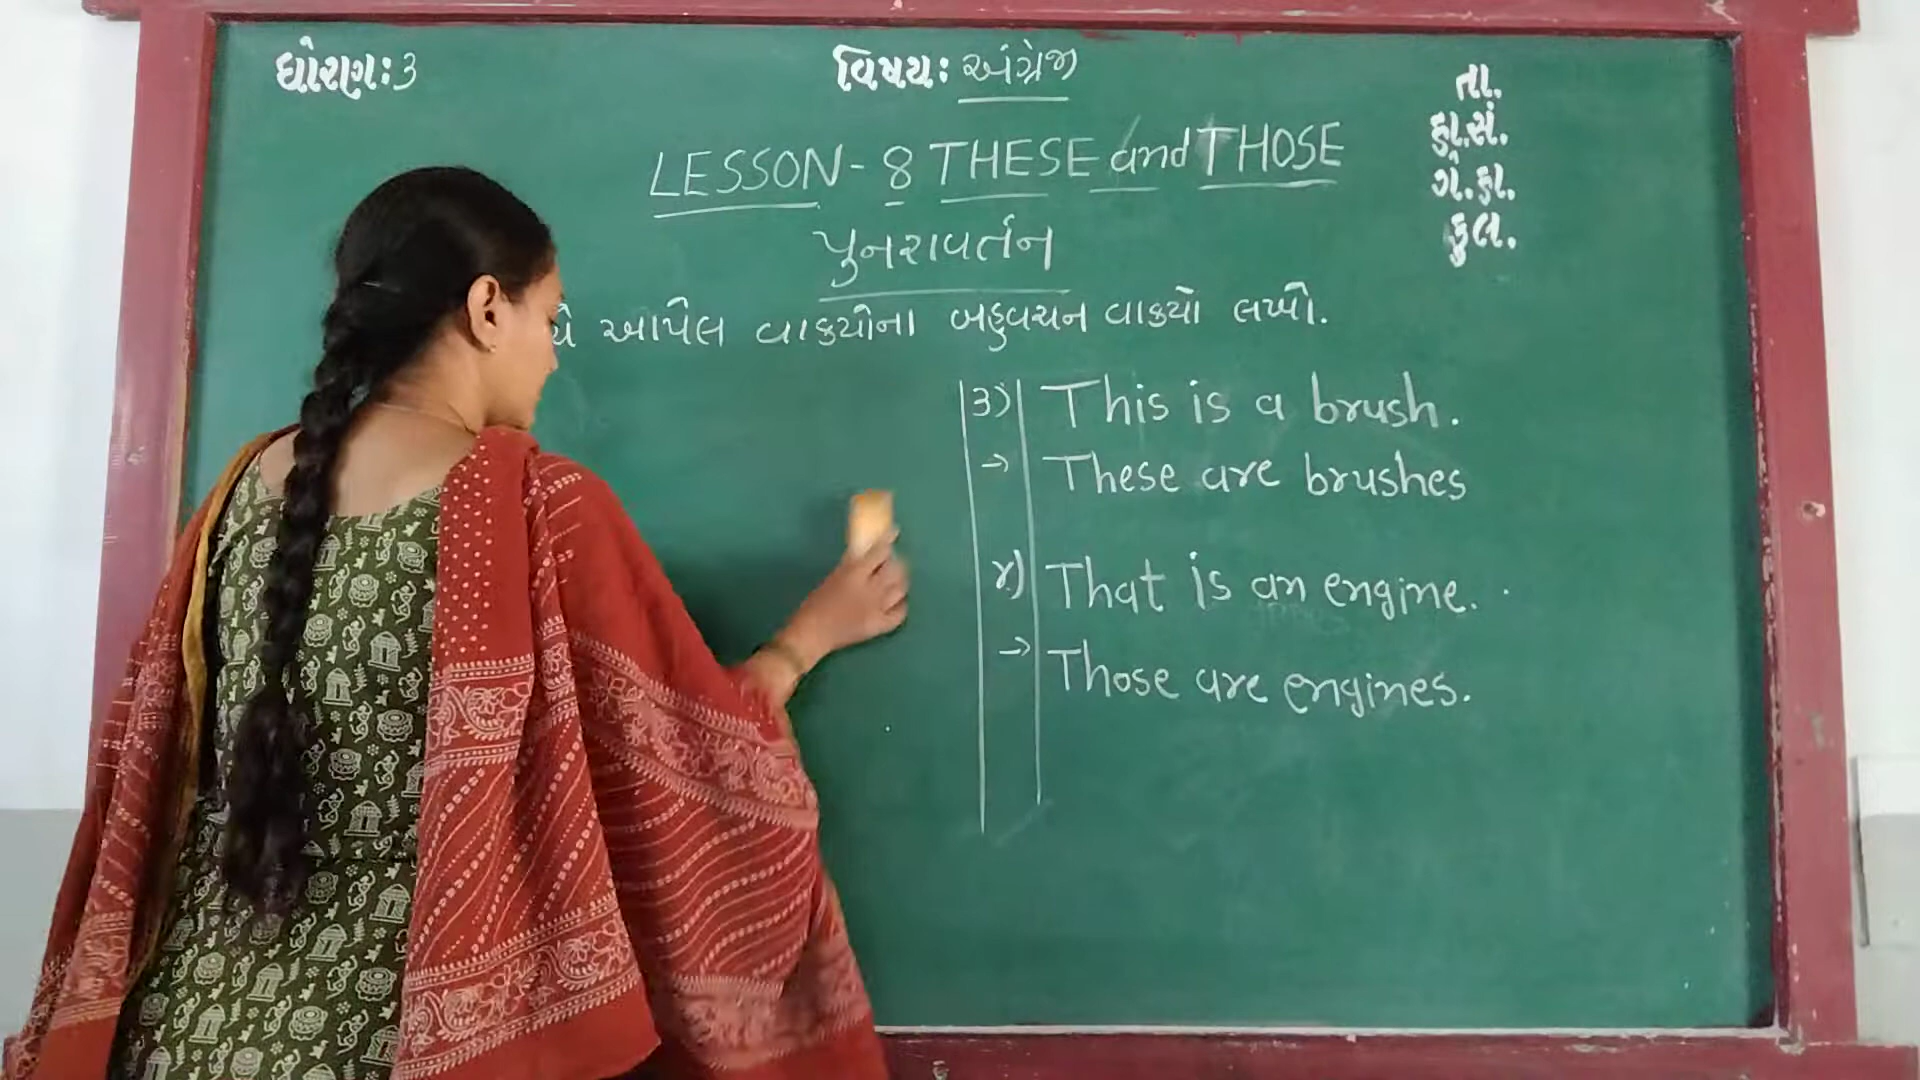 ધોરણ: ૩
વિષય: અંગ્રેજી
તા.
હા.સં.
ગે.હા.
કુલ.
LESSON - 8 THESE and THOSE
પુનરાવર્તન
આપેલ વાક્યોના બહુવચન વાક્યો લખો.
૩) This is a brush.
→ These are brushes
૪) That is an engine.
→ Those are engines.